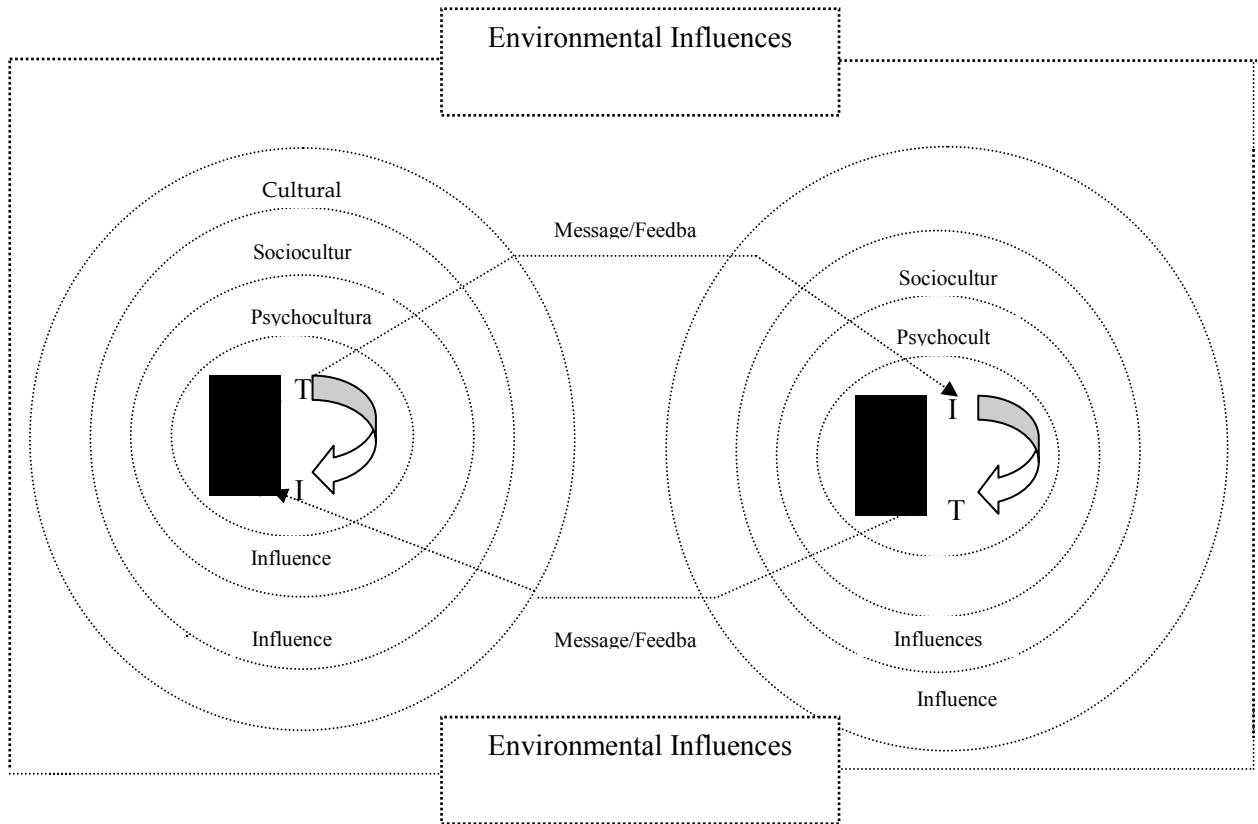 Environmental Influences
Cultural
Sociocultur
Psychocultura
T
I
Influence
Influence
Message/Feedba
Message/Feedba
Sociocultur
Psychocult
I
T
Influences
Influence
Environmental Influences